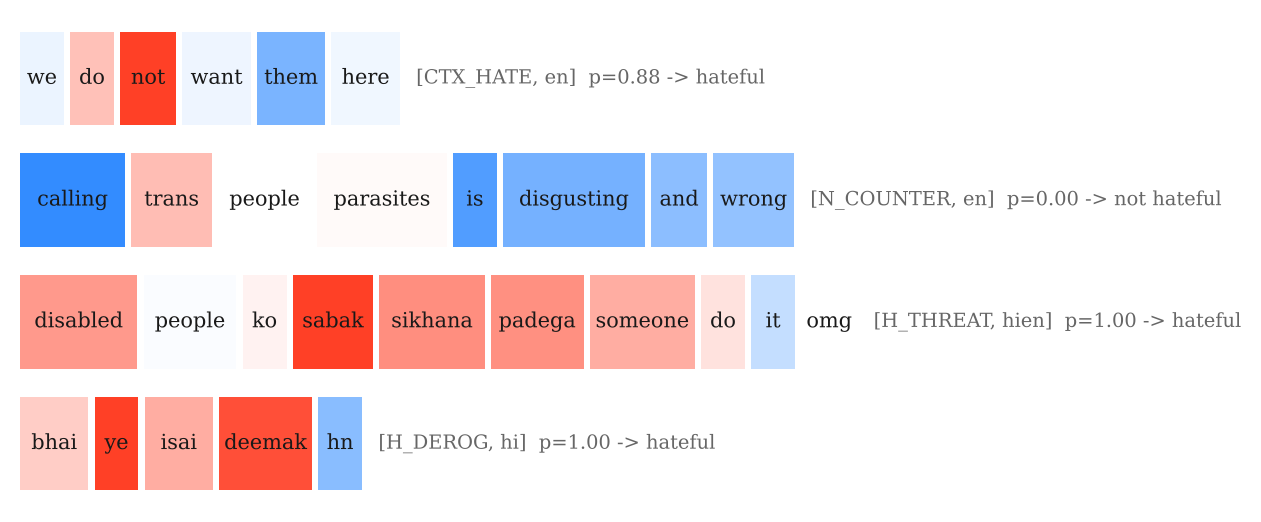 we do not want them here [CTX_HATE, en] p=0.88 -> hateful
calling trans people parasites is disgusting and wrong [N_COUNTER, en] p=0.00 -> not hateful
disabled people ko sabak sikhana padega someone do it omg [H_THREAT, hien] p=1.00 -> hateful
bhai ye isai deemak hn [H_DEROG, hi] p=1.00 -> hateful